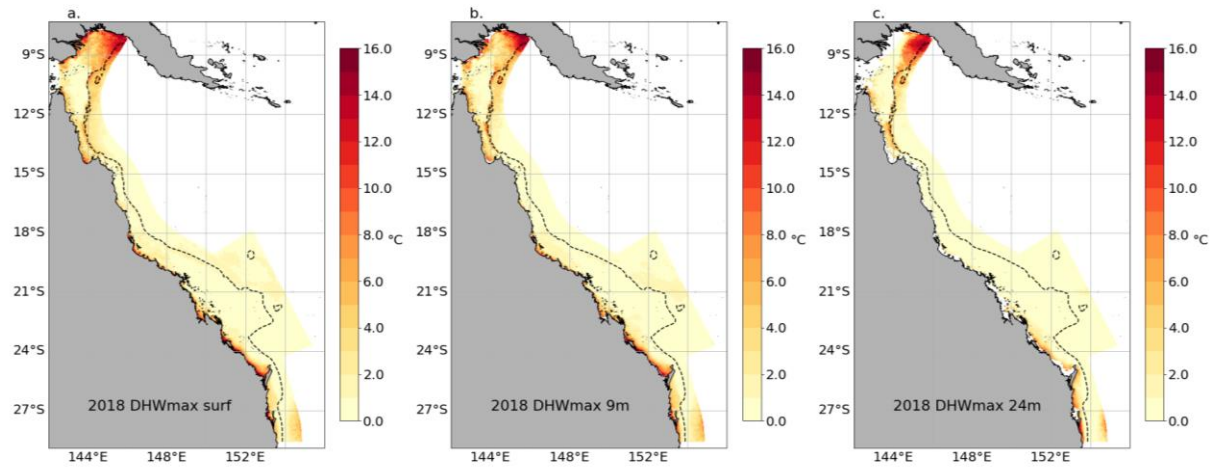 a.
9°S
12°S
15°S
18°S
21°S
24°S
27°S
144°E 148°E 152°E
2018 DHWmax surf
16.0
14.0
12.0
10.0
8.0
6.0
4.0
2.0
0.0
°C
b.
9°S
12°S
15°S
18°S
21°S
24°S
27°S
144°E 148°E 152°E
2018 DHWmax 9m
16.0
14.0
12.0
10.0
8.0
6.0
4.0
2.0
0.0
°C
c.
9°S
12°S
15°S
18°S
21°S
24°S
27°S
144°E 148°E 152°E
2018 DHWmax 24m
16.0
14.0
12.0
10.0
8.0
6.0
4.0
2.0
0.0
°C